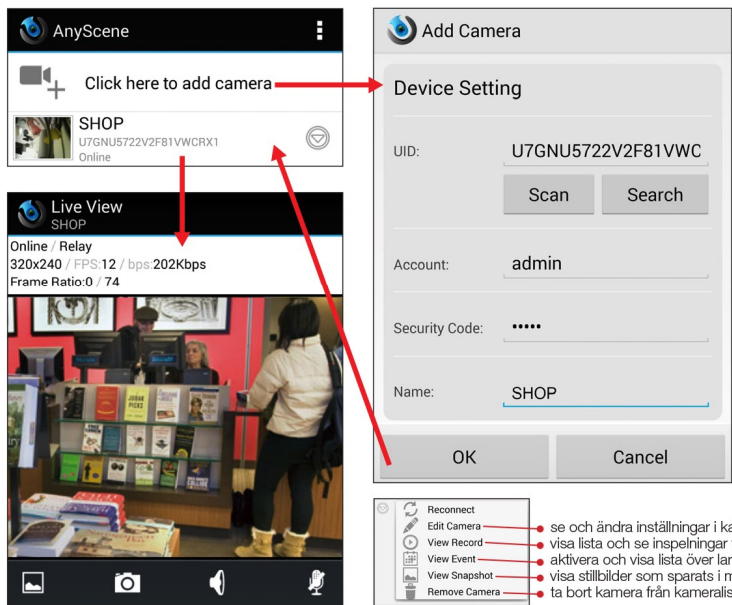 AnyScene
Click here to add camera
SHOP
U7GNU5722V2F81VWCRX1
Online
Live View
SHOP
Online / Relay
320x240 / FPS:12 / bps:202Kbps
Frame Ratio:0 / 74
JUDAR
PICKS
Add Camera
Device Setting
UID:
U7GNU5722V2F81VWC
Scan
Search
Account:
admin
Security Code:
•••••
Name:
SHOP
OK
Cancel
Reconnect
Edit Camera
se och ändra inställningar i
View Record
visa lista och se inspelningar
View Event
aktivera och visa lista över
View Snapshot
visa stillbilder som sparats i
Remove Camera
ta bort kamera från